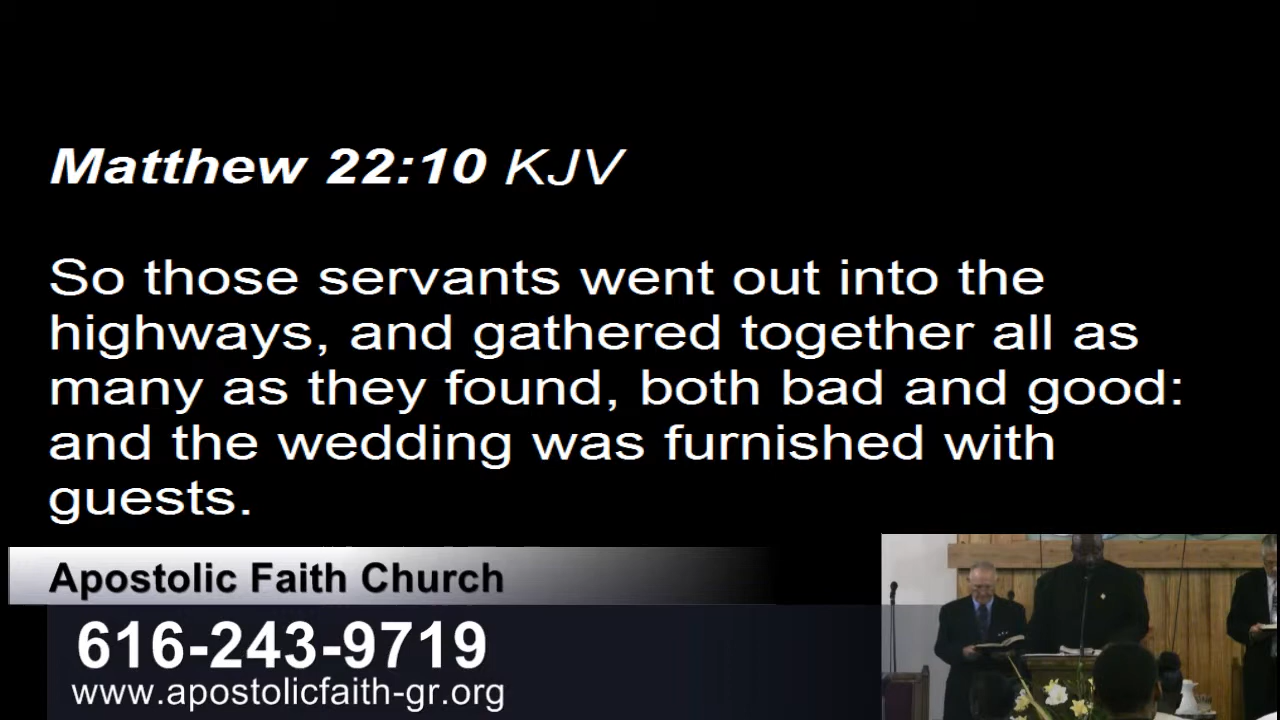 Matthew 22:10 KJV
So those servants went out into the
highways, and gathered together all as
many as they found, both bad and good:
and the wedding was furnished with
guests.
Apostolic Faith Church
616-243-9719
www.apostolicfaith-gr.org